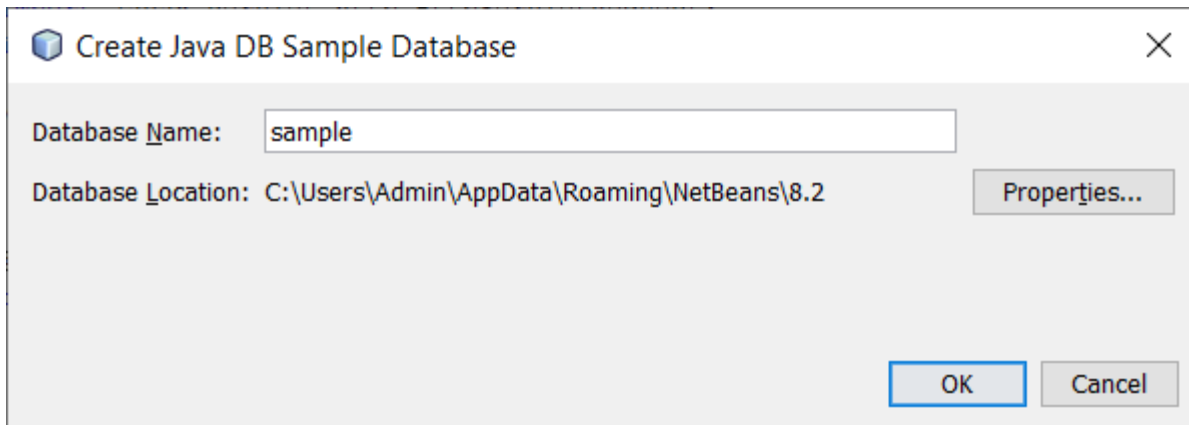 Create Java DB Sample Database
Database Name: sample
Database Location: C:\Users\Admin\AppData\Roaming\NetBeans\8.2 Properties...
OK Cancel